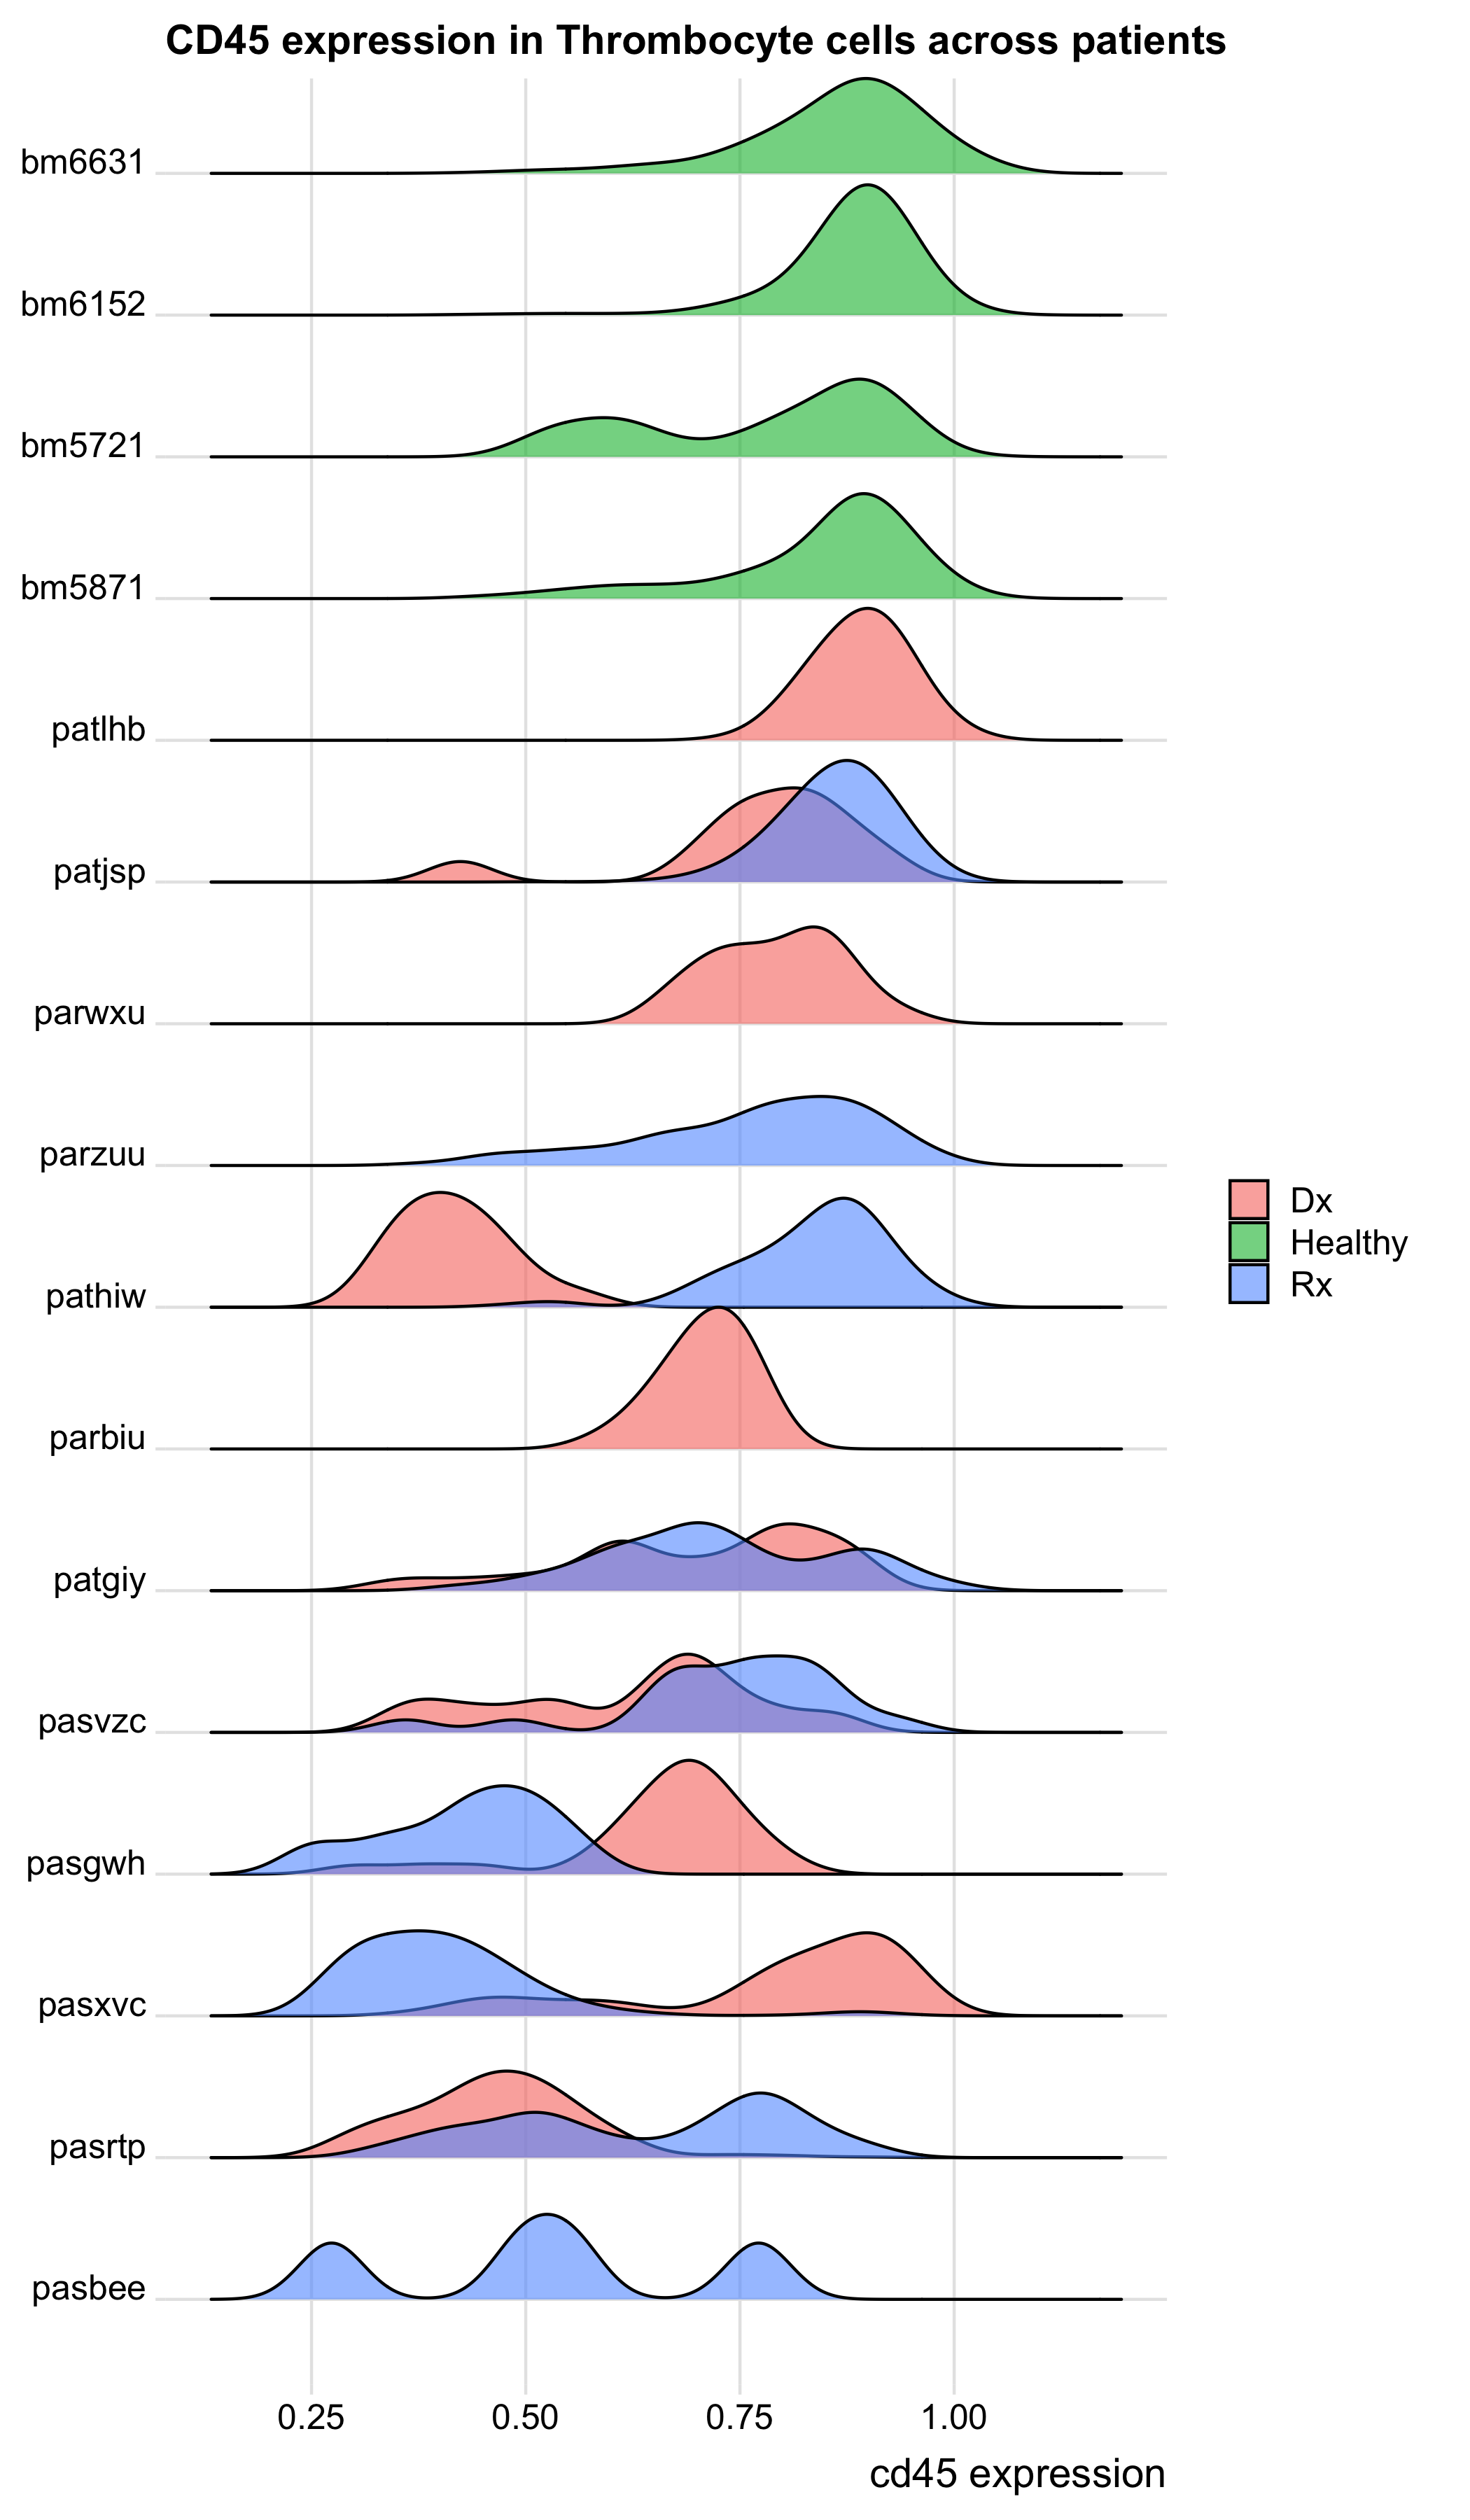 CD45 expression in Thrombocyte cells across patients
bm6631
bm6152
bm5721
bm5871
patlhb
patjsp
parwxu
parzuu
pathiw
parbiu
patgiy
pasvzc
pasgwh
pasxvc
pasrtp
pasbee
Dx
Healthy
Rx
0.25 0.50 0.75 1.00
cd45 expression